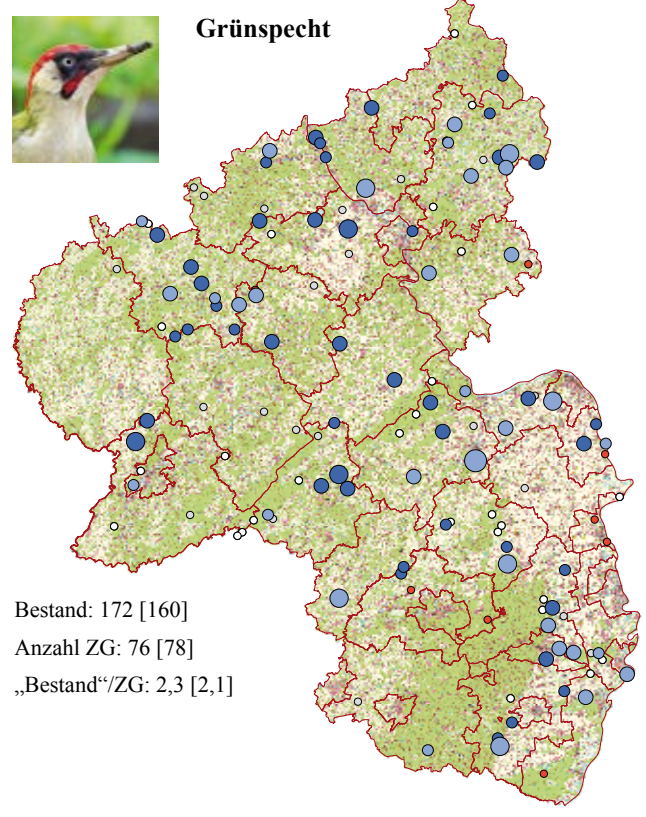 Grünspecht
Bestand: 172 [160]
Anzahl ZG: 76 [78]
„Bestand“/ZG: 2,3 [2,1]